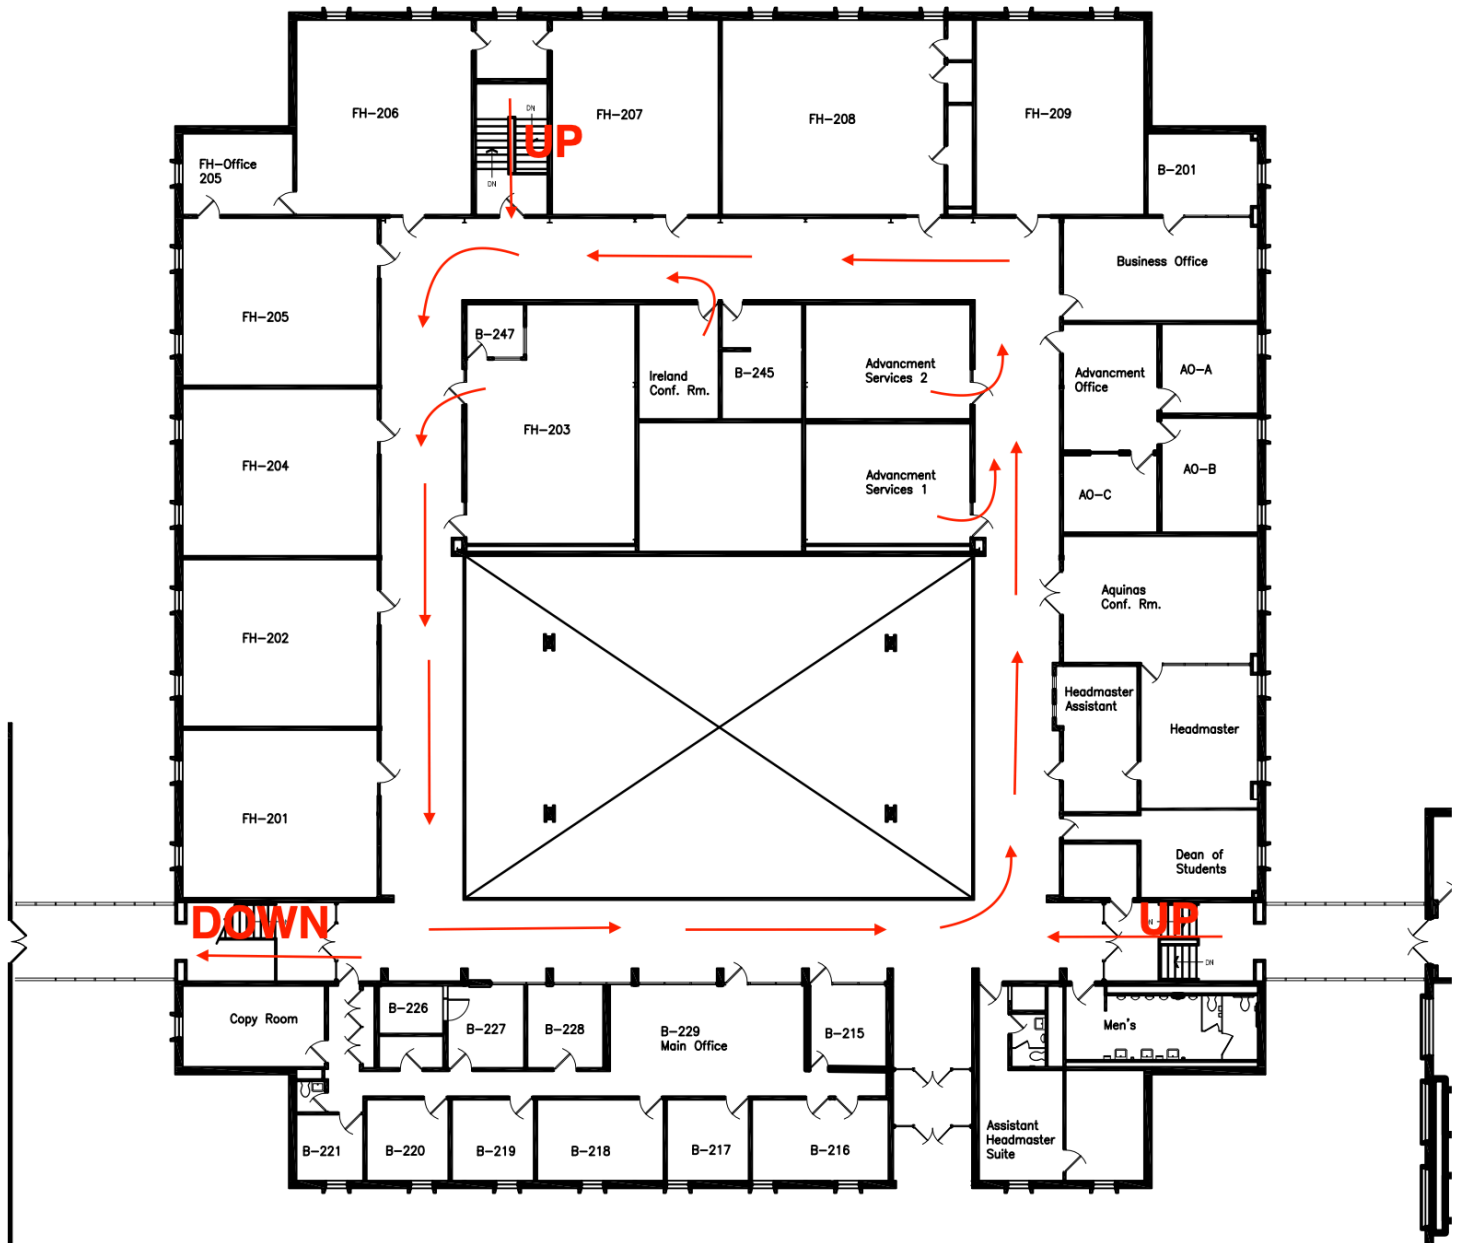 FH-206
DN
FH-207
UP
DN
FH-208
FH-209
FH-Office
205
B-201
Business Office
FH-205
B-247
Ireland
Conf. Rm.
B-245
Advancment
Services 2
Advancment
Office
AO-A
FH-203
FH-204
Advancment
Services 1
AO-C
AO-B
Aquinas
Conf. Rm.
FH-202
Headmaster
Assistant
Headmaster
FH-201
Dean of
Students
DOWN
UP
DN
Copy Room
B-226
B-227
B-228
B-229
Main Office
B-215
Men's
B-221
B-220
B-219
B-218
B-217
B-216
Assistant
Headmaster
Suite